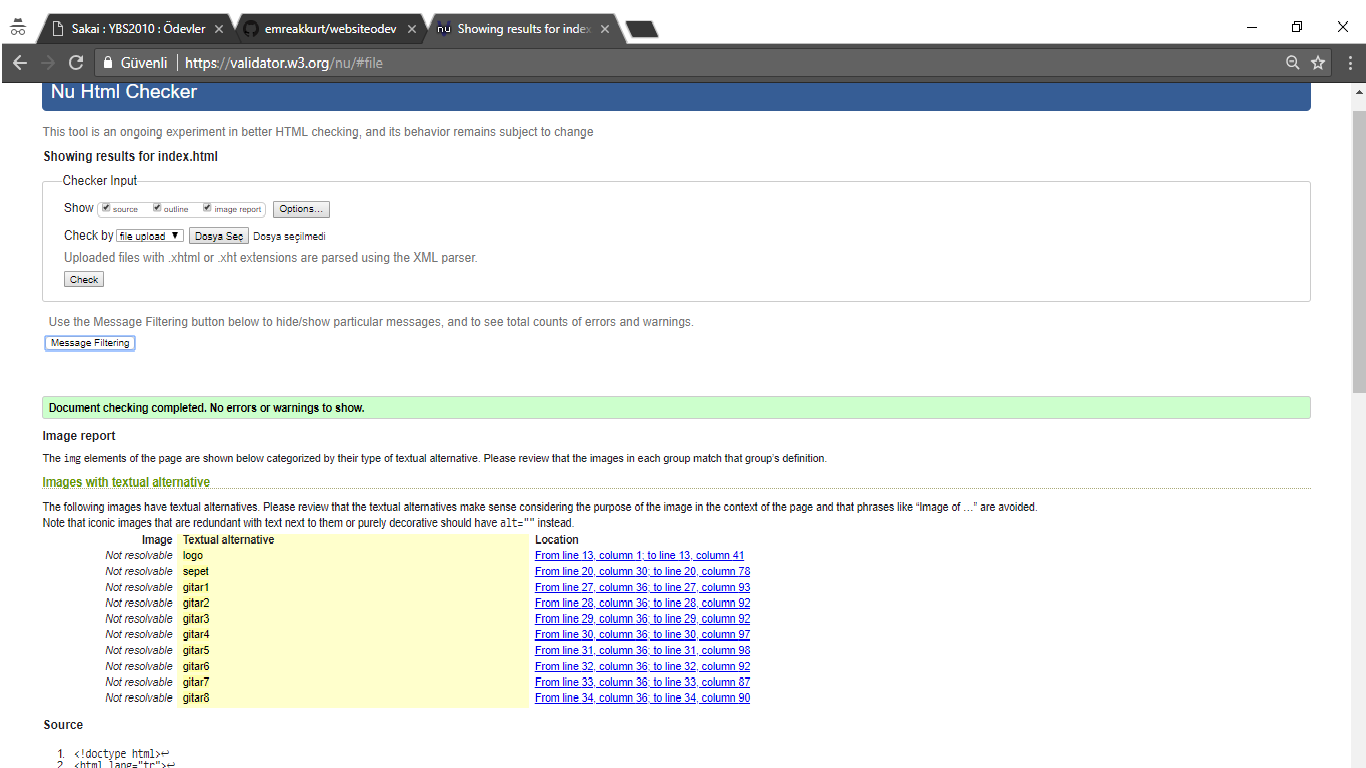 Sakai : YBS2010 : Ödevler
emreakkurt/websiteodev
nu Showing results for index
Güvenli https://validator.w3.org/nu/#file
Nu Html Checker
This tool is an ongoing experiment in better HTML checking, and its behavior remains subject to change
Showing results for index.html
Checker Input
Show source outline image report Options...
Check by file upload Dosya Seç Dosya seçilmedi
Uploaded files with .xhtml or .xht extensions are parsed using the XML parser.
Check
Use the Message Filtering button below to hide/show particular messages, and to see total counts of errors and warnings.
Message Filtering
Document checking completed. No errors or warnings to show.
Image report
The img elements of the page are shown below categorized by their type of textual alternative. Please review that the images in each group match that group's definition.
Images with textual alternative
The following images have textual alternatives. Please review that the textual alternatives make sense considering the purpose of the image in the context of the page and that phrases like “Image of …” are avoided.
Note that iconic images that are redundant with text next to them or purely decorative should have alt="" instead.
Image Textual alternative Location
Not resolvable logo From line 13, column 1; to line 13, column 41
Not resolvable sepet From line 20, column 30; to line 20, column 78
Not resolvable gitar1 From line 27, column 36; to line 27, column 93
Not resolvable gitar2 From line 28, column 36; to line 28, column 92
Not resolvable gitar3 From line 29, column 36; to line 29, column 92
Not resolvable gitar4 From line 30, column 36; to line 30, column 97
Not resolvable gitar5 From line 31, column 36; to line 31, column 98
Not resolvable gitar6 From line 32, column 36; to line 32, column 92
Not resolvable gitar7 From line 33, column 36; to line 33, column 87
Not resolvable gitar8 From line 34, column 36; to line 34, column 90
Source
1. <!doctype html>↩
2. <html lang="tr">↩